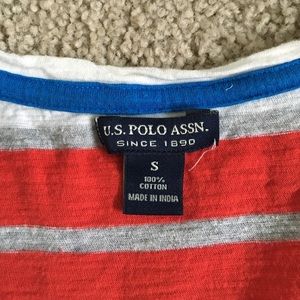 U.S. POLO ASSN.
SINCE 1890
S
100%
COTTON
MADE IN INDIA